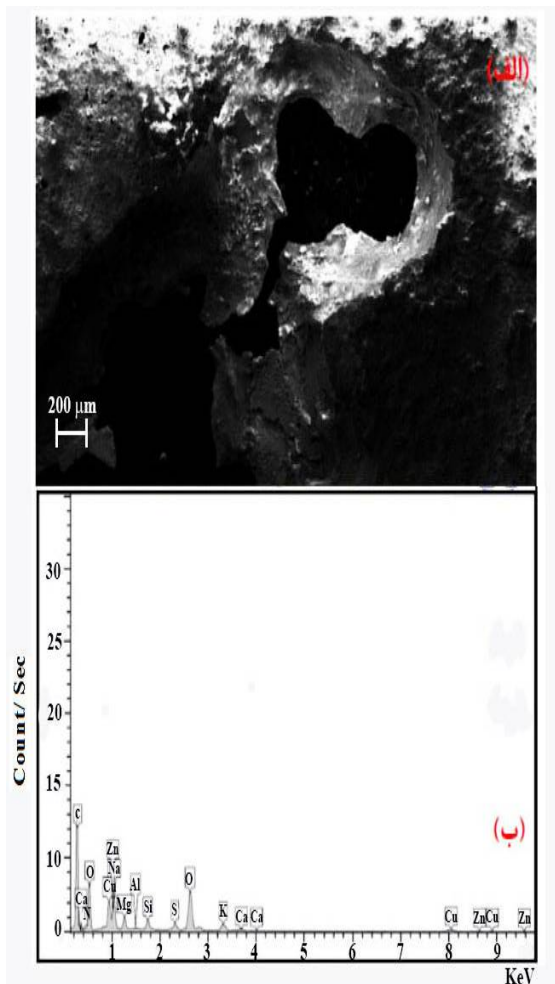 (الف)
200 µm
Count/ Sec
30
25
20
15
10
5
0
(ب)
c
Ca
N
O
Cu
Zn
Na
Mg
Al
Si
S
O
K
Ca
Ca
Cu
Zn
Cu
Zn
1 2 3 4 5 6 7 8 9
KeV